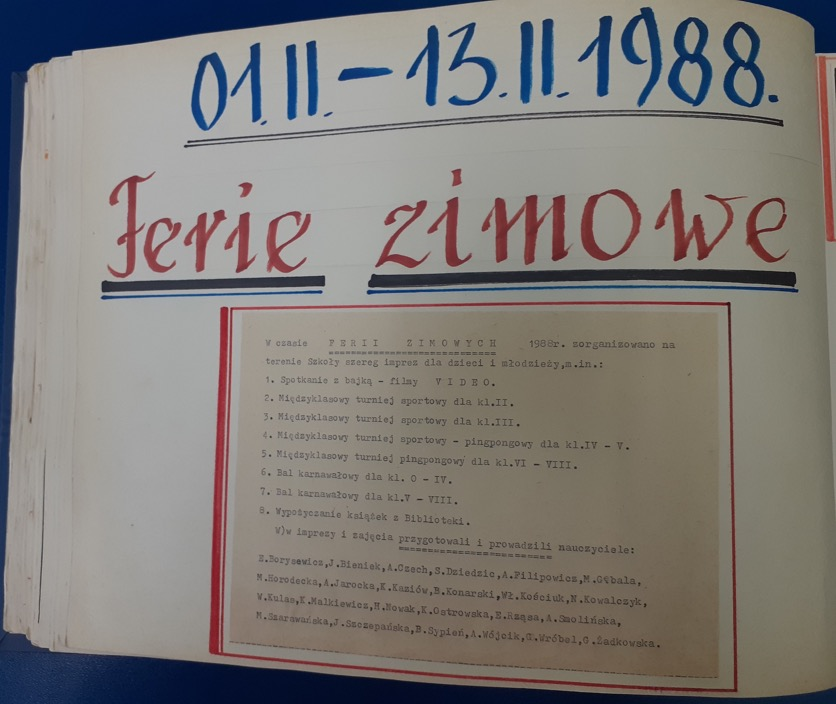 01.II. – 13.II.1988.
Ferie zimowe
W czasie F E R I I Z I M O W Y C H 1988r. zorganizowano na
terenie Szkoły szereg imprez dla dzieci i młodzieży,m.in.:
1. Spotkanie z bajką - filmy V I D E O.
2. Międzyklasowy turniej sportowy dla kl.II.
3. Międzyklasowy turniej sportowy dla kl.III.
4. Międzyklasowy turniej sportowy - pingpongowy dla kl.IV - V.
5. Międzyklasowy turniej pingpongowy dla kl.VI - VIII.
6. Bal karnawałowy dla kl. O - IV.
7. Bal karnawałowy dla kl.V - VIII.
8. Wypożyczanie książek z Biblioteki.
W)w imprezy i zajęcia przygotowali i prowadzili nauczyciele:
E.Borysewicz,J.Bieniek,A.Czech,S.Dziedzic,A.Filipowicz,M.Gębala,
M.Horodecka,A.Jarocka,K.Kaziów,B.Konarski,Wł.Kościuk,N.Kowalczyk,
W.Kulas,K.Malkiewicz,H.Nowak,K.Ostrowska,E.Rząsa,A.Smolińska,
M.Szarawańska,J.Szczepańska,B.Sypień,A.Wójcik,G.Wróbel,G.Żadkowska.